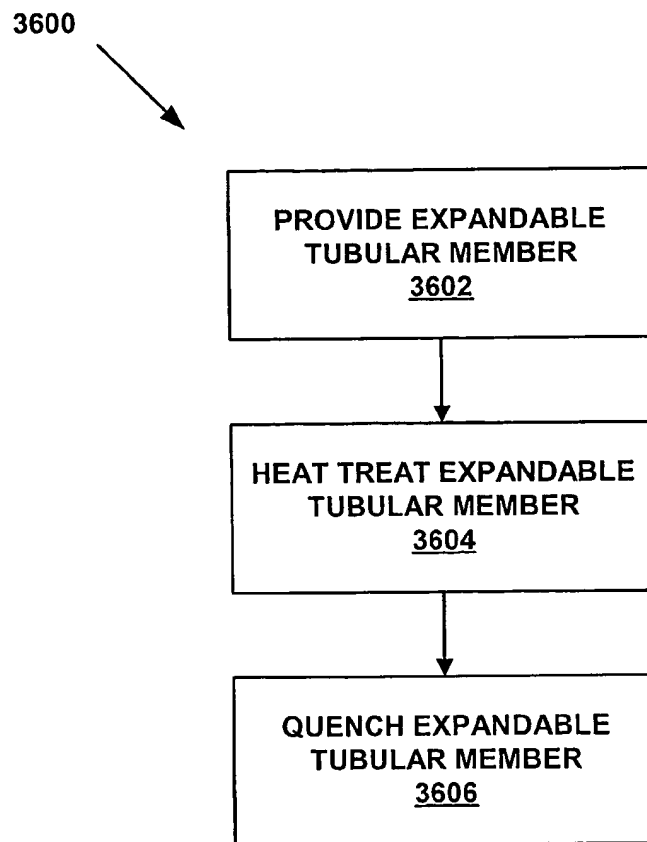 3600
PROVIDE EXPANDABLE
TUBULAR MEMBER
3602
HEAT TREAT EXPANDABLE
TUBULAR MEMBER
3604
QUENCH EXPANDABLE
TUBULAR MEMBER
3606